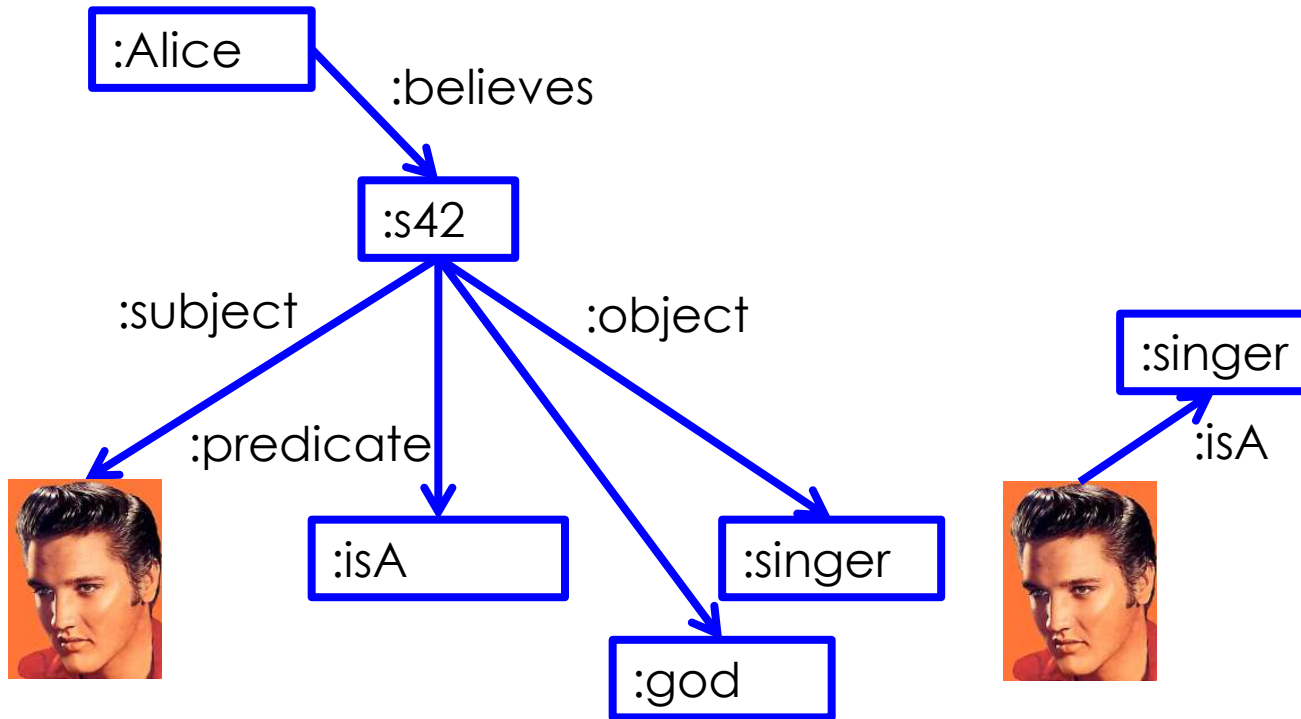 :Alice
:believes
:s42
:subject
:object
:singer
:predicate
:isA
:isA
:singer
:god